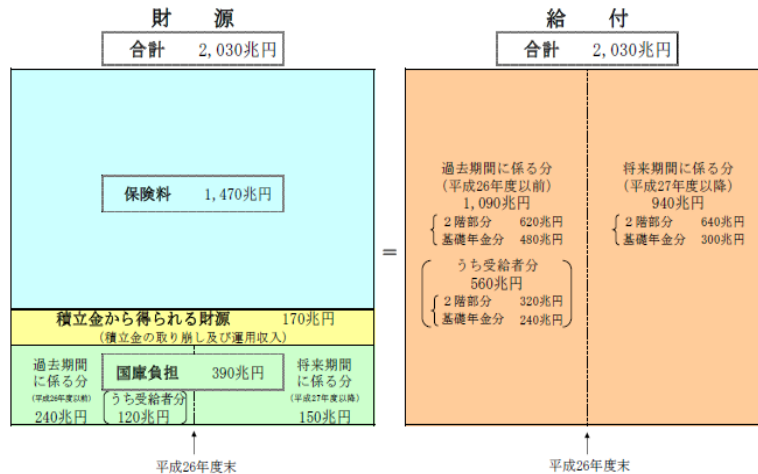 財 源
合計 2,030兆円
保険料 1,470兆円
積立金から得られる財源 170兆円
(積立金の取り崩し及び運用収入)
国庫負担 390兆円
過去期間
に係る分
(平成26年度以前)
240兆円
うち受給者分
120兆円
将来期間
に係る分
(平成27年度以降)
150兆円
平成26年度末
=
給 付
合計 2,030兆円
過去期間に係る分
(平成26年度以前)
1,090兆円
2階部分 620兆円
基礎年金分 480兆円
うち受給者分
560兆円
2階部分 320兆円
基礎年金分 240兆円
将来期間に係る分
(平成27年度以降)
940兆円
2階部分 640兆円
基礎年金分 300兆円
平成26年度末